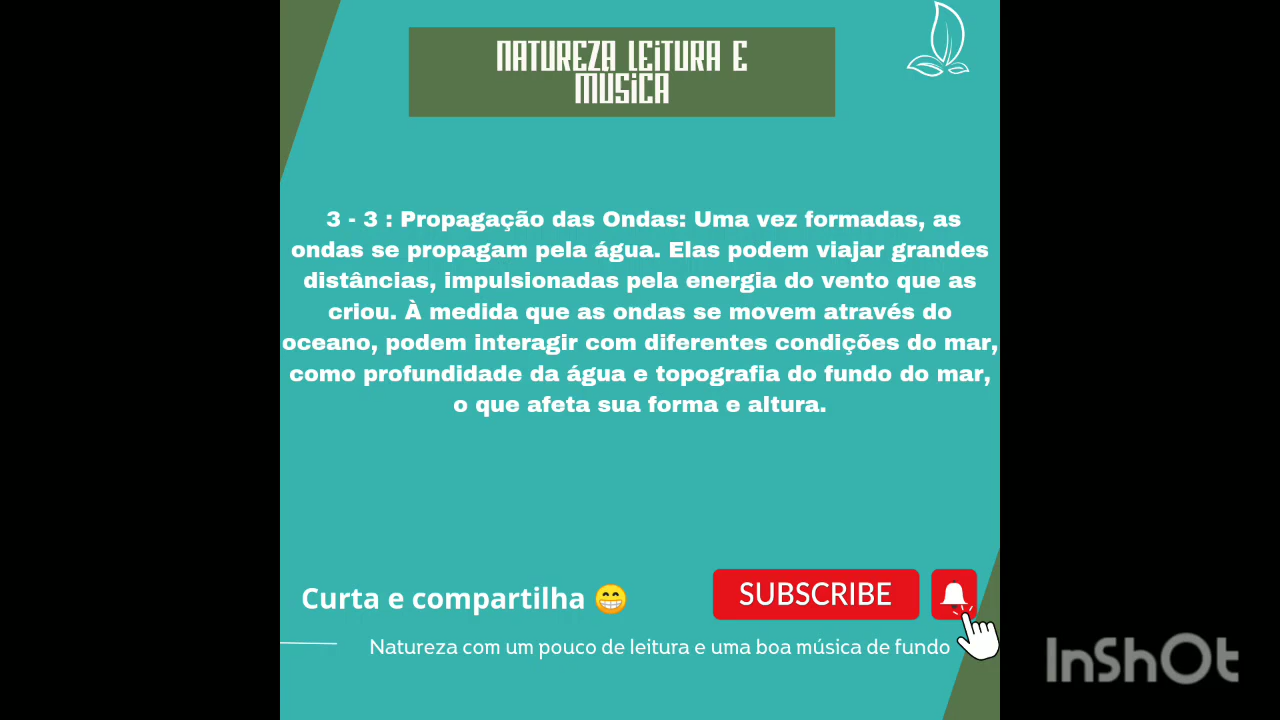 NATUREZA LEITURA E
MUSICA
3 - 3 : Propagação das Ondas: Uma vez formadas, as
ondas se propagam pela água. Elas podem viajar grandes
distâncias, impulsionadas pela energia do vento que as
criou. À medida que as ondas se movem através do
oceano, podem interagir com diferentes condições do mar,
como profundidade da água e topografia do fundo do mar,
o que afeta sua forma e altura.
Curta e compartilha 😁
SUBSCRIBE
Natureza com um pouco de leitura e uma boa música de fundo
InShOt